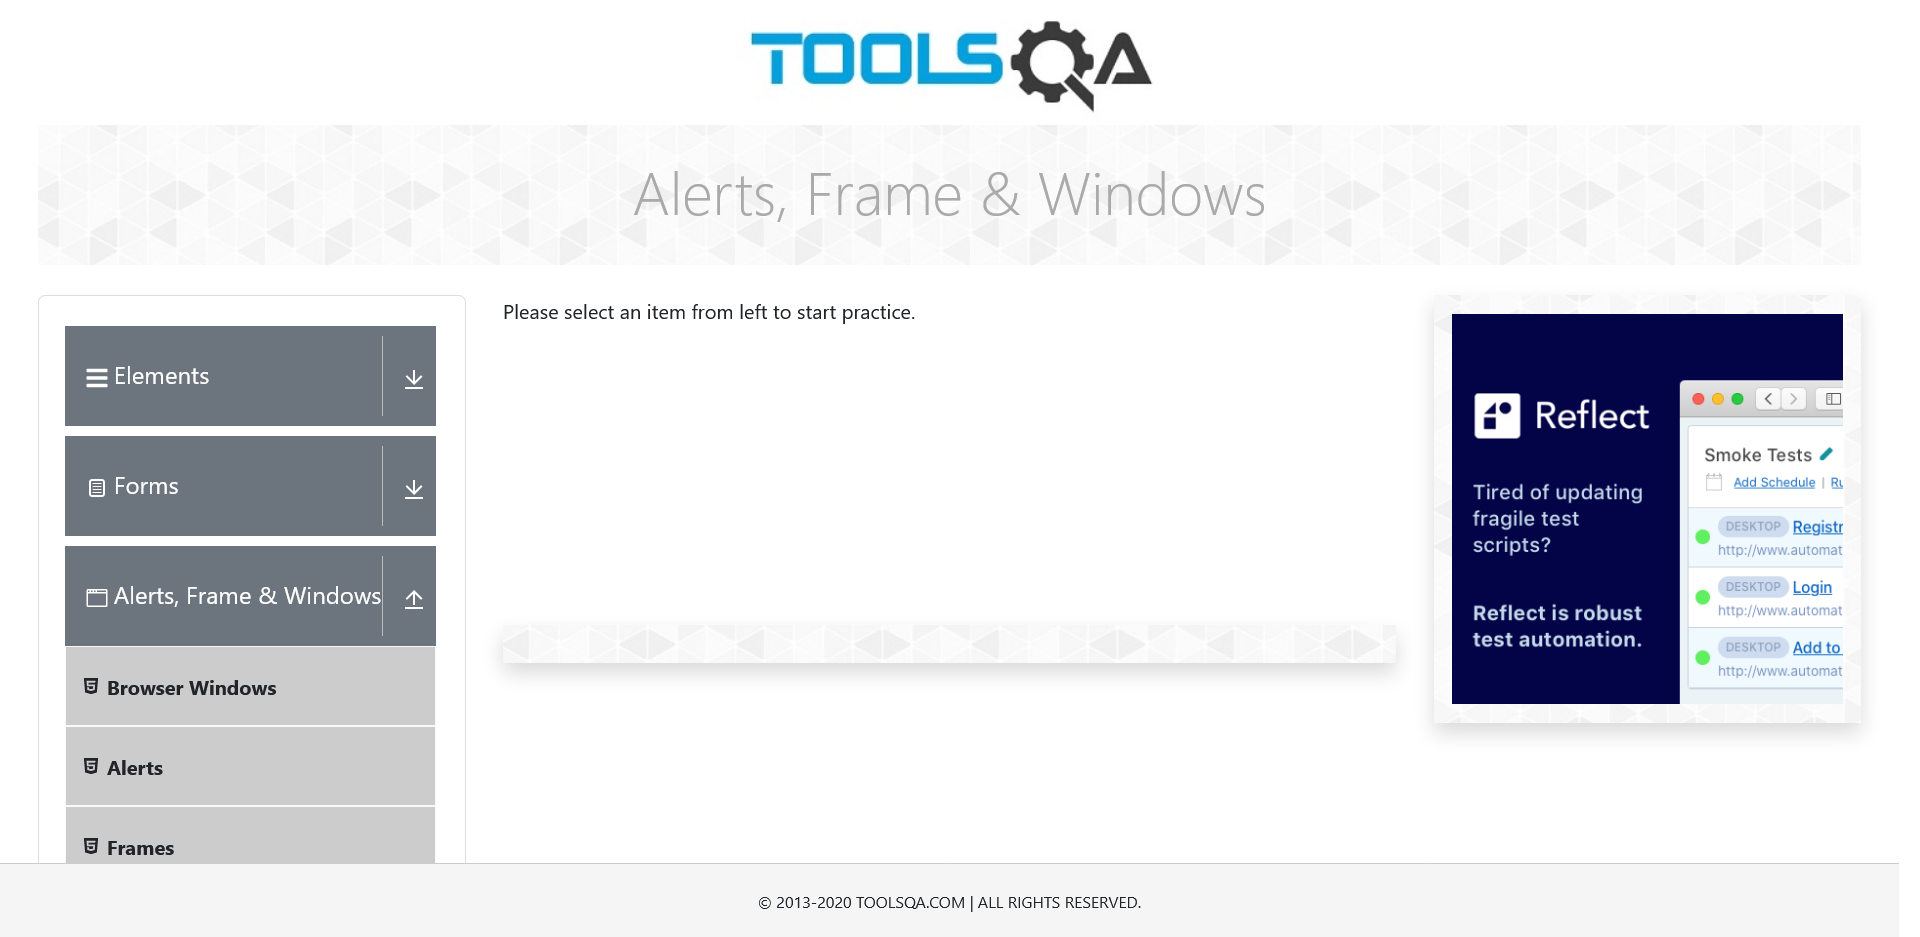 TOOLSQA
Alerts, Frame & Windows
Elements
Forms
Alerts, Frame & Windows
Browser Windows
Alerts
Frames
Please select an item from left to start practice.
Reflect
Tired of updating
fragile test
scripts?
Reflect is robust
test automation.
Smoke Tests
Add Schedule | Ru
DESKTOP Registr
http://www.automat
DESKTOP Login
http://www.automat
DESKTOP Add to
http://www.automat
© 2013-2020 TOOLSQA.COM | ALL RIGHTS RESERVED.